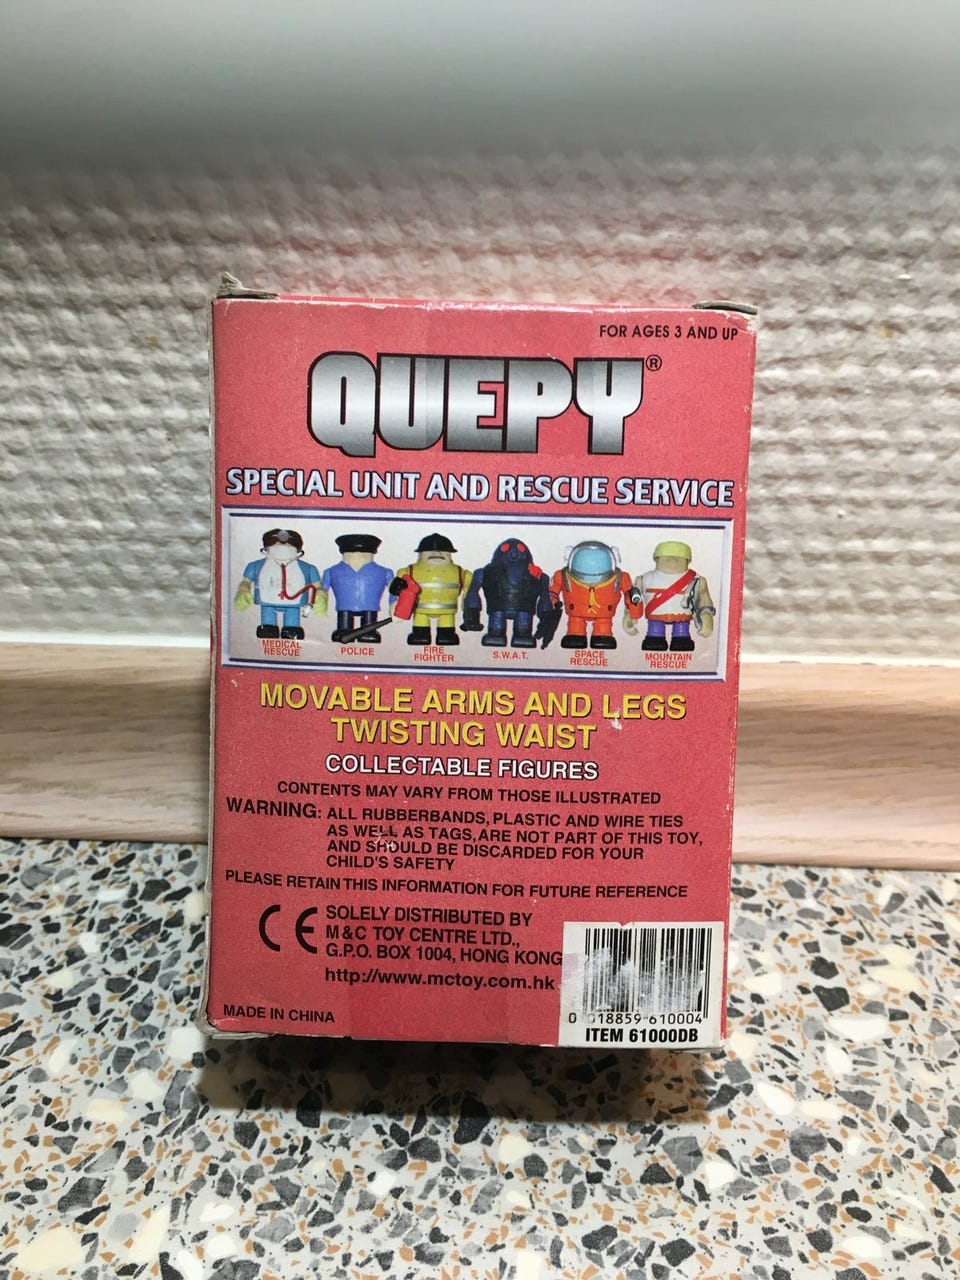 FOR AGES 3 AND UP
QUEPY®
SPECIAL UNIT AND RESCUE SERVICE
MEDICAL RESCUE
POLICE
FIRE FIGHTER
S.W.A.T.
SPACE RESCUE
MOUNTAIN RESCUE
MOVABLE ARMS AND LEGS
TWISTING WAIST
COLLECTABLE FIGURES
CONTENTS MAY VARY FROM THOSE ILLUSTRATED
WARNING: ALL RUBBERBANDS, PLASTIC AND WIRE TIES
AS WELL AS TAGS, ARE NOT PART OF THIS TOY,
AND SHOULD BE DISCARDED FOR YOUR
CHILD'S SAFETY
PLEASE RETAIN THIS INFORMATION FOR FUTURE REFERENCE
CE
SOLELY DISTRIBUTED BY
M&C TOY CENTRE LTD.,
G.P.O. BOX 1004, HONG KONG
http://www.mctoy.com.hk
MADE IN CHINA
0 018859 610004
ITEM 61000DB